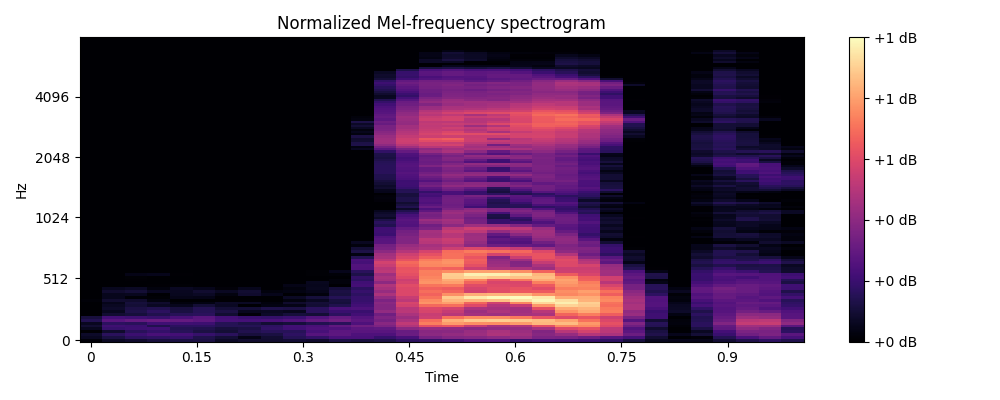 Normalized Mel-frequency spectrogram
+1 dB
4096
+1 dB
2048
+1 dB
Hz
1024
+0 dB
512
+0 dB
0
+0 dB
0 0.15 0.3 0.45 0.6 0.75 0.9
Time